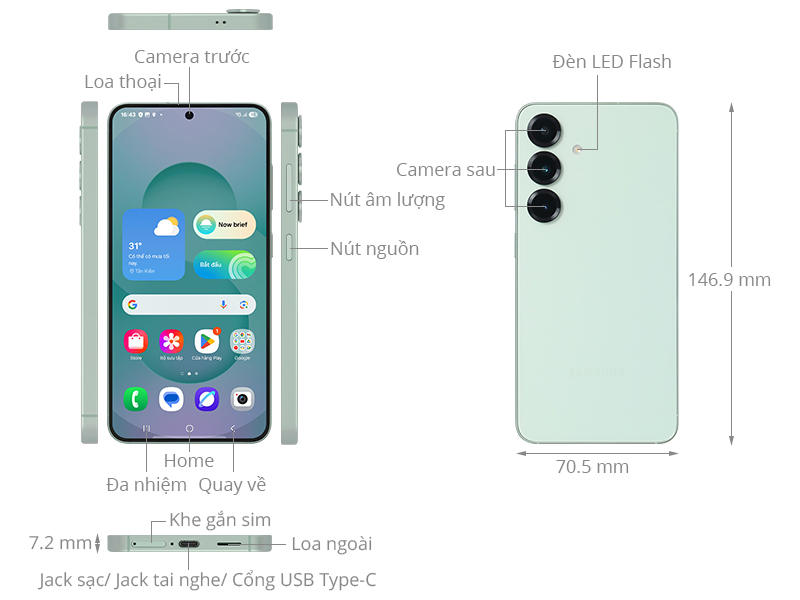 Camera trước
Đèn LED Flash
Loa thoại
16:43
Camera sau
Nút âm lượng
Now brief
31°
Có thể có mưa tối nay.
Tân Kiên
Bắt đầu
Nút nguồn
146.9 mm
G
1
Store
Bộ sưu tập
Cửa hàng Play
Google
SAMSUNG
Home
Đa nhiệm
Quay về
70.5 mm
Khe gắn sim
7.2 mm
Loa ngoài
Jack sạc/ Jack tai nghe/ Cổng USB Type-C